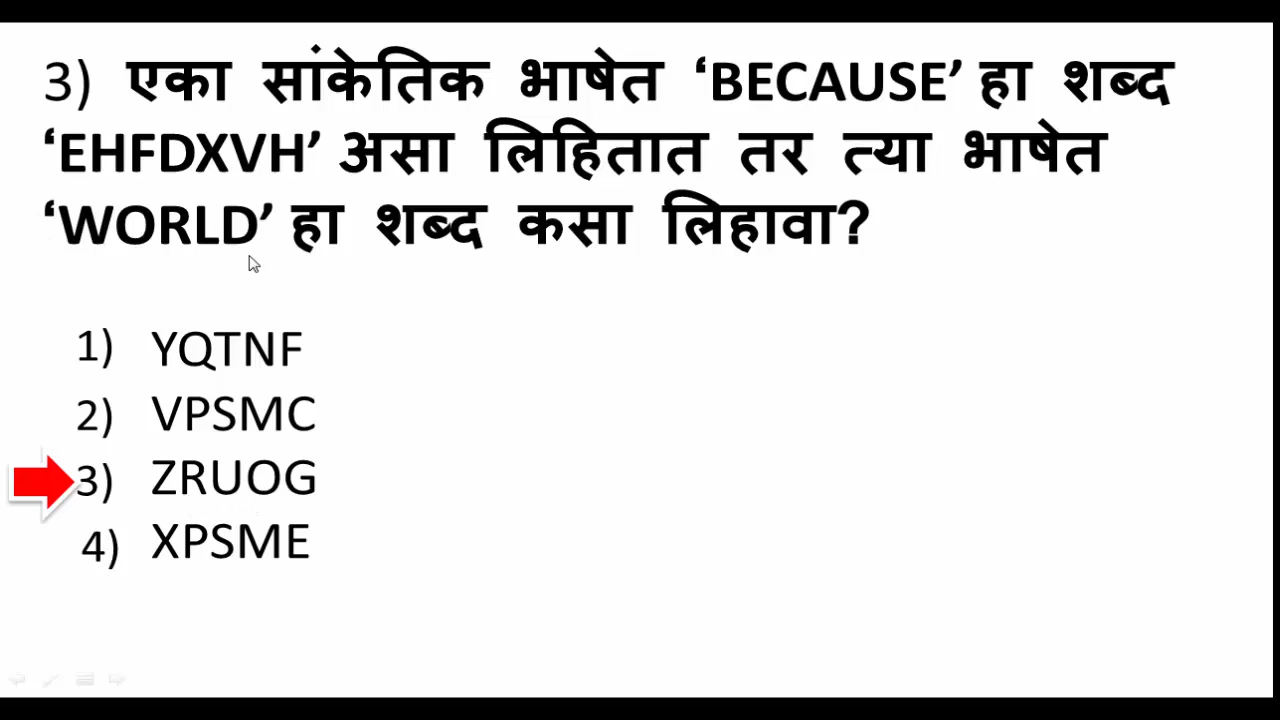 3) एका सांकेतिक भाषेत ‘BECAUSE’ हा शब्द
‘EHFDXVH’ असा लिहितात तर त्या भाषेत
‘WORLD’ हा शब्द कसा लिहावा?
1) YQTNF
2) VPSMC
3) ZRUOG
4) XPSME